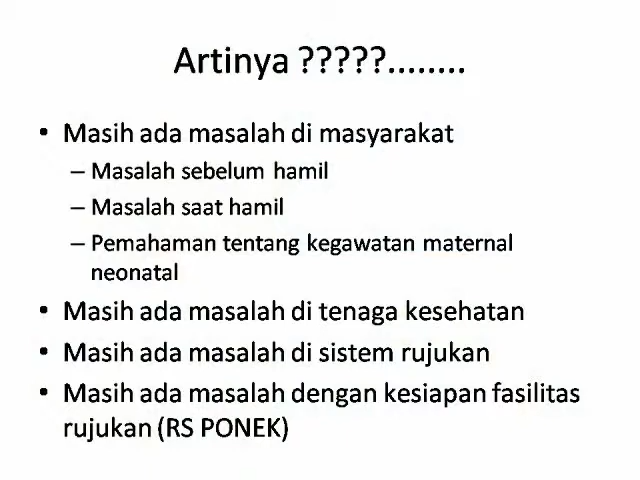 Artinya ?????........
• Masih ada masalah di masyarakat
– Masalah sebelum hamil
– Masalah saat hamil
– Pemahaman tentang kegawatan maternal
neonatal
• Masih ada masalah di tenaga kesehatan
• Masih ada masalah di sistem rujukan
• Masih ada masalah dengan kesiapan fasilitas
rujukan (RS PONEK)